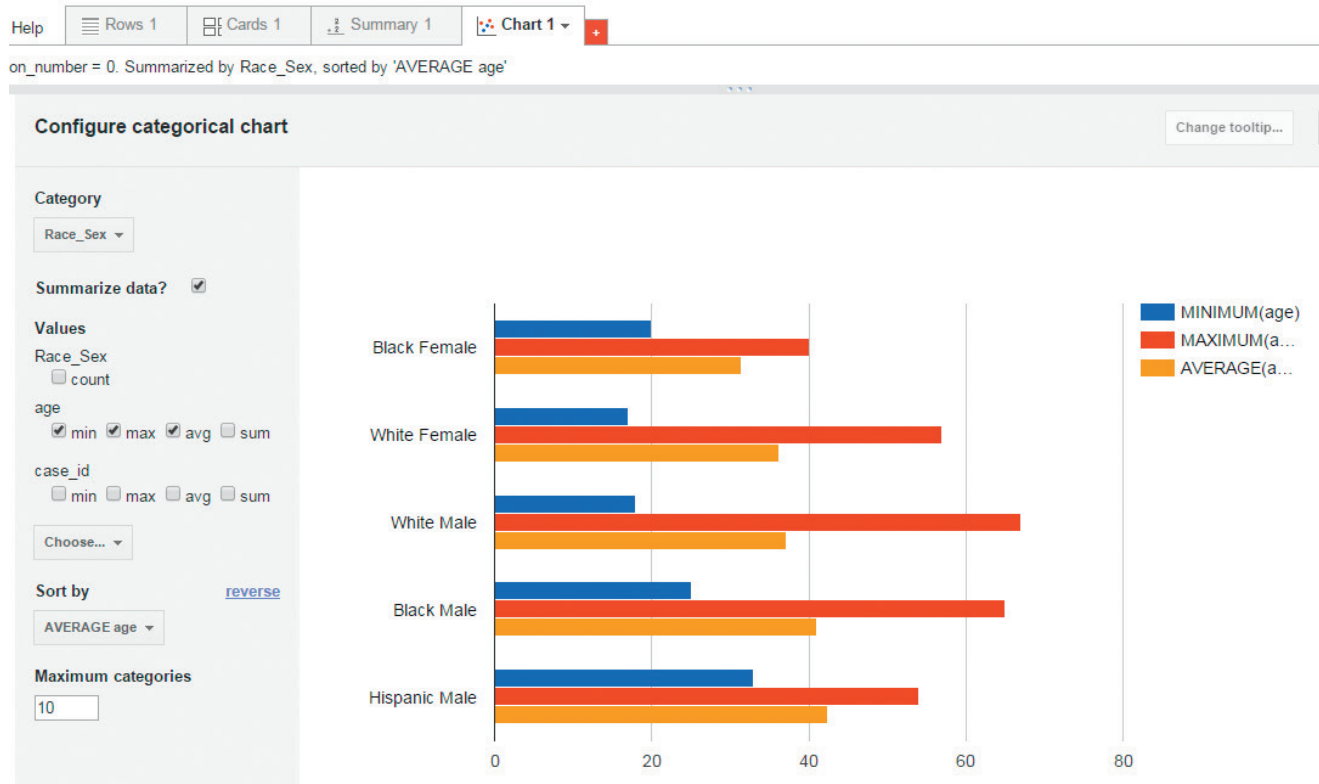 Help Rows 1 Cards 1 Summary 1 Chart 1 +
on_number = 0. Summarized by Race_Sex, sorted by 'AVERAGE age'
Configure categorical chart
Change tooltip...
Category
Race_Sex
Summarize data?
Values
Race_Sex
count
age
min max avg sum
case_id
min max avg sum
Choose...
Sort by reverse
AVERAGE age
Maximum categories
10
Black Female
White Female
White Male
Black Male
Hispanic Male
0 20 40 60 80
MINIMUM(age)
MAXIMUM(a...
AVERAGE(a...